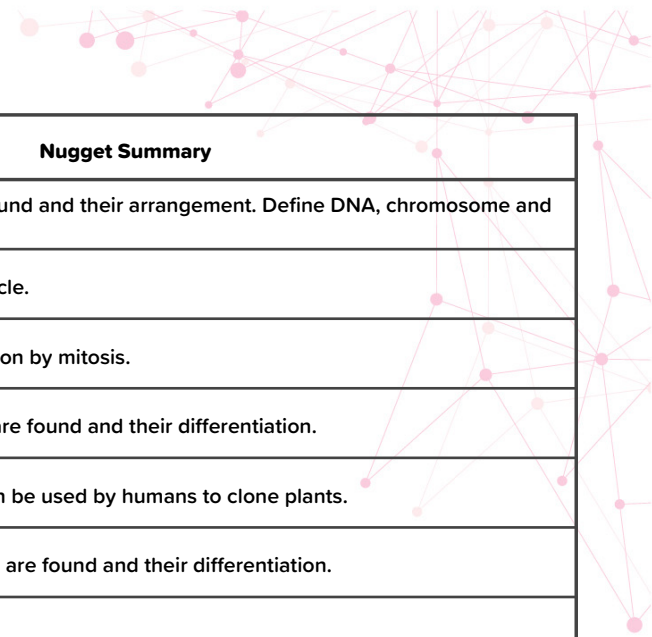 Nugget Summary
und and their arrangement. Define DNA, chromosome and
cle.
on by mitosis.
re found and their differentiation.
n be used by humans to clone plants.
are found and their differentiation.